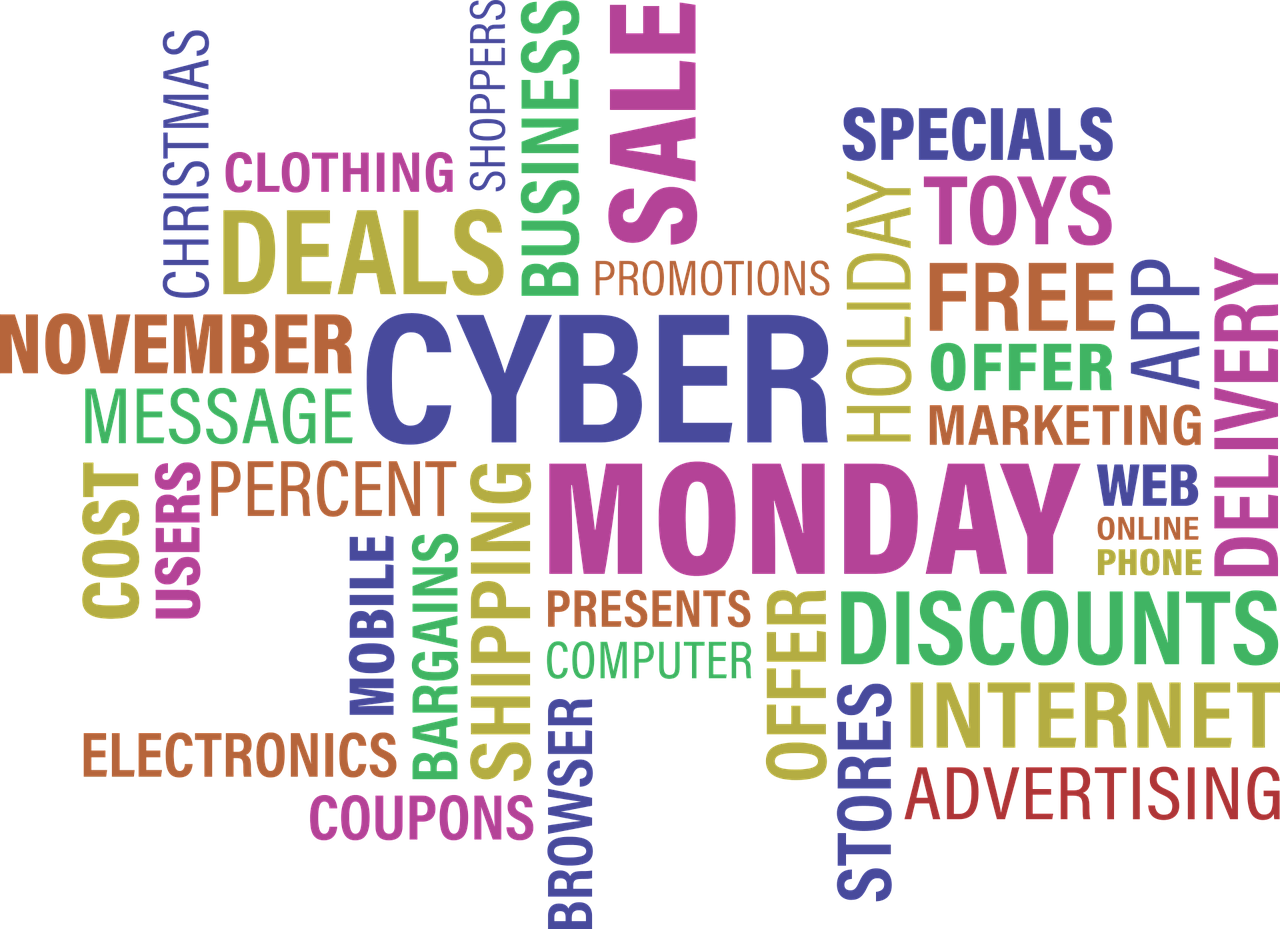 CHRISTMAS
SHOPPERS
BUSINESS
SALE
CLOTHING
DEALS
PROMOTIONS
SPECIALS
HOLIDAY
TOYS
FREE
OFFER
APP
DELIVERY
MARKETING
NOVEMBER
MESSAGE
CYBER
MONDAY
WEB
ONLINE
PHONE
COST
USERS
PERCENT
MOBILE
BARGAINS
SHIPPING
PRESENTS
COMPUTER
OFFER
DISCOUNTS
INTERNET
STORES
ADVERTISING
ELECTRONICS
COUPONS
BROWSER